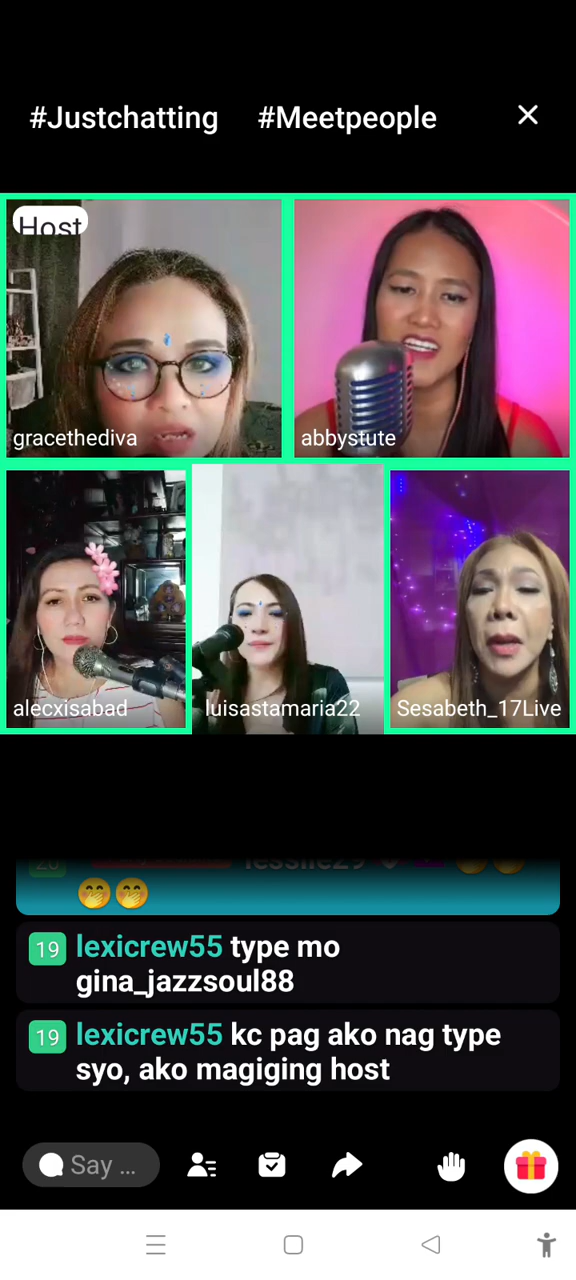 #Justchatting #Meetpeople
Host
gracethediva
abbystute
alecxisabad
luisastamaria22
Sesabeth_17Live
19 lexicrew55 type mo
gina_jazzsoul88
19 lexicrew55 kc pag ako nag type
syo, ako magiging host
Say ...